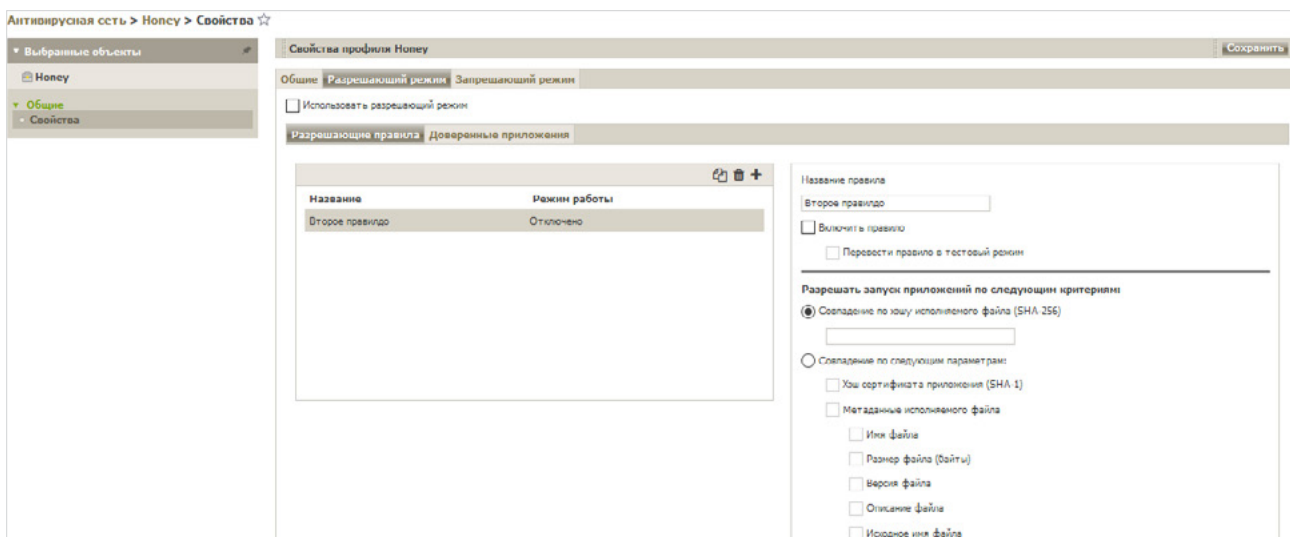 Антивирусная сеть > Honey > Свойства
Выбранные объекты
Honey
Общие
Свойства
Свойства профиля Honey
Сохранить
Общие Разрешающий режим Запрещающий режим
Использовать разрешающий режим
Разрешающие правила Доверенные приложения
Название Режим работы
Второе правилдо Отключено
Название правила
Второе правилдо
Включить правило
Перевести правило в тестовый режим
Разрешать запуск приложений по следующим критериям:
Совпадение по хэшу исполняемого файла (SHA-256)
Совпадение по следующим параметрам:
Хэш сертификата приложения (SHA-1)
Метаданные исполняемого файла
Имя файла
Размер файла (байты)
Версия файла
Описание файла
Исходное имя файла